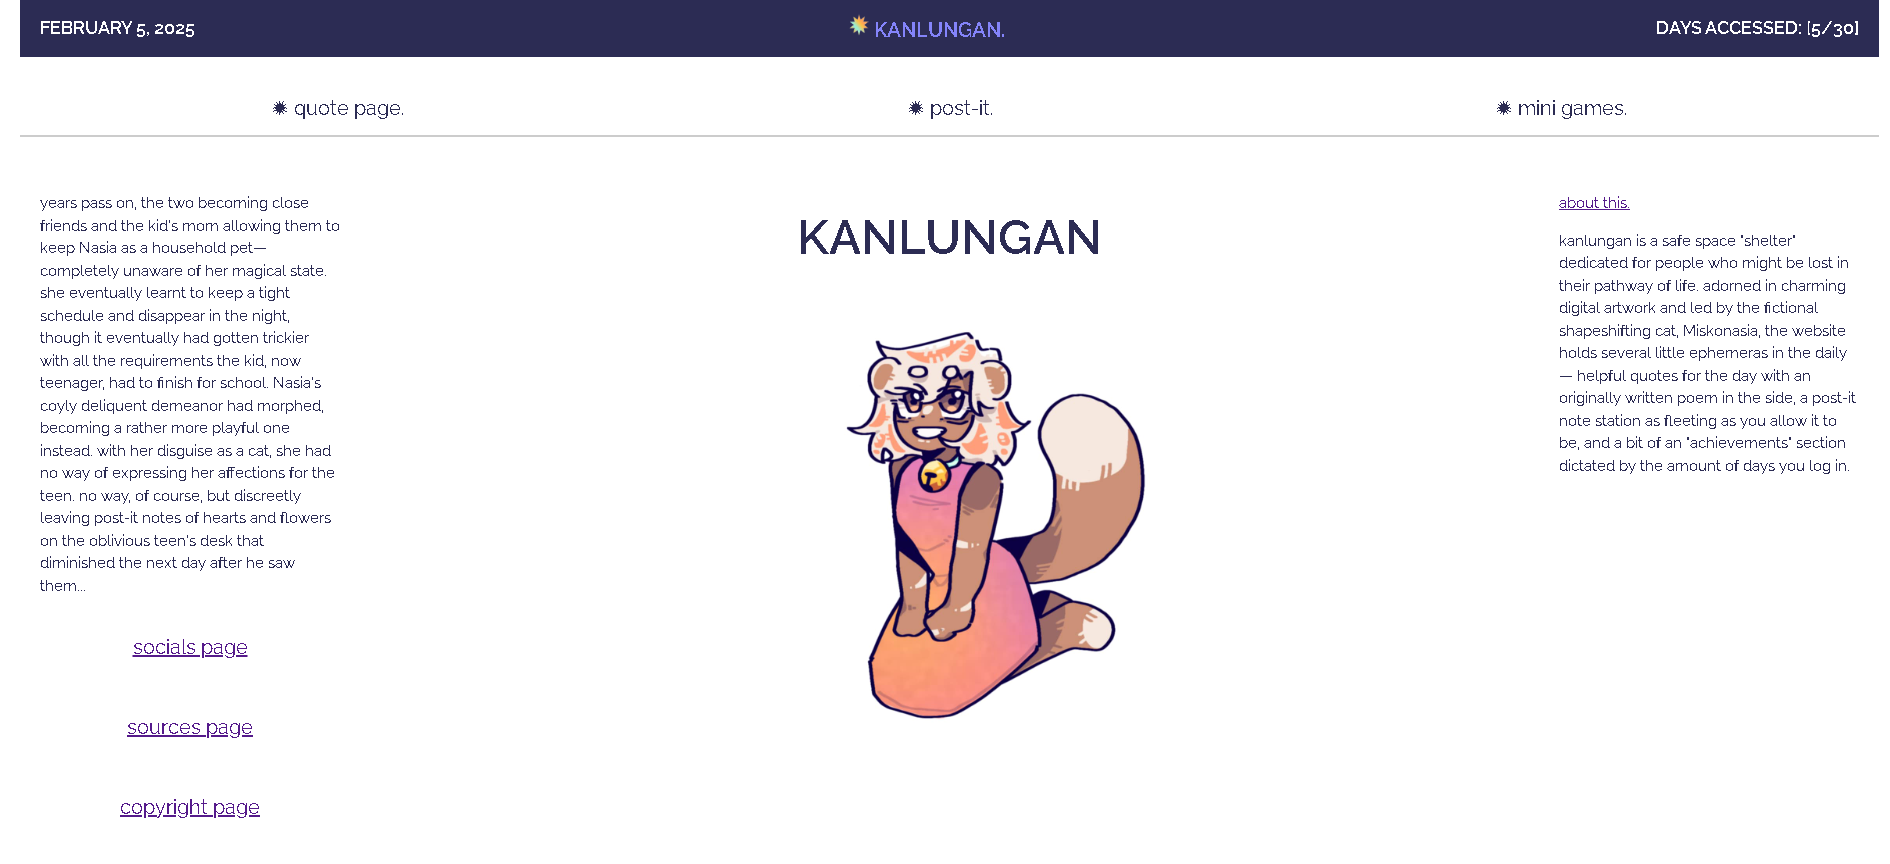 FEBRUARY 5, 2025
KANLUNGAN.
DAYS ACCESSED: [5/30]
✹ quote page.
✹ post-it.
✹ mini games.
years pass on, the two becoming close
friends and the kid's mom allowing them to
keep Nasia as a household pet—
completely unaware of her magical state.
she eventually learnt to keep a tight
schedule and disappear in the night,
though it eventually had gotten trickier
with all the requirements the kid, now
teenager, had to finish for school. Nasia's
coyly deliquent demeanor had morphed,
becoming a rather more playful one
instead. with her disguise as a cat, she had
no way of expressing her affections for the
teen. no way, of course, but discreetly
leaving post-it notes of hearts and flowers
on the oblivious teen's desk that
diminished the next day after he saw
them...
socials page
sources page
copyright page
KANLUNGAN
about this.
kanlungan is a safe space "shelter"
dedicated for people who might be lost in
their pathway of life. adorned in charming
digital artwork and led by the fictional
shapeshifting cat, Miskonasia, the website
holds several little ephemeras in the daily
— helpful quotes for the day with an
originally written poem in the side, a post-it
note station as fleeting as you allow it to
be, and a bit of an "achievements" section
dictated by the amount of days you log in.